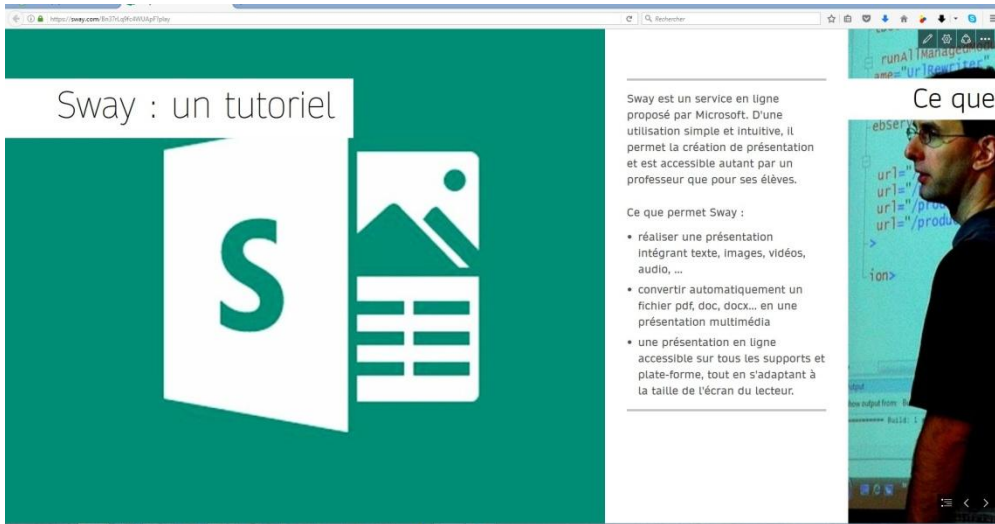 Rechercher
Sway : un tutoriel
S
Sway est un service en ligne
proposé par Microsoft. D'une
utilisation simple et intuitive, il
permet la création de présentation
et est accessible autant par un
professeur que pour ses élèves.
Ce que permet Sway :
• réaliser une présentation
intégrant texte, images, vidéos,
audio, ...
• convertir automatiquement un
fichier pdf, doc, docx... en une
présentation multimédia
• une présentation en ligne
accessible sur tous les supports et
plate-forme, tout en s'adaptant à
la taille de l'écran du lecteur.
Ce que
runAllManagedModu
ame="UrlRewriter"
ebServ
url="/
url="/
url="/pro
url="/produ
>
ion>